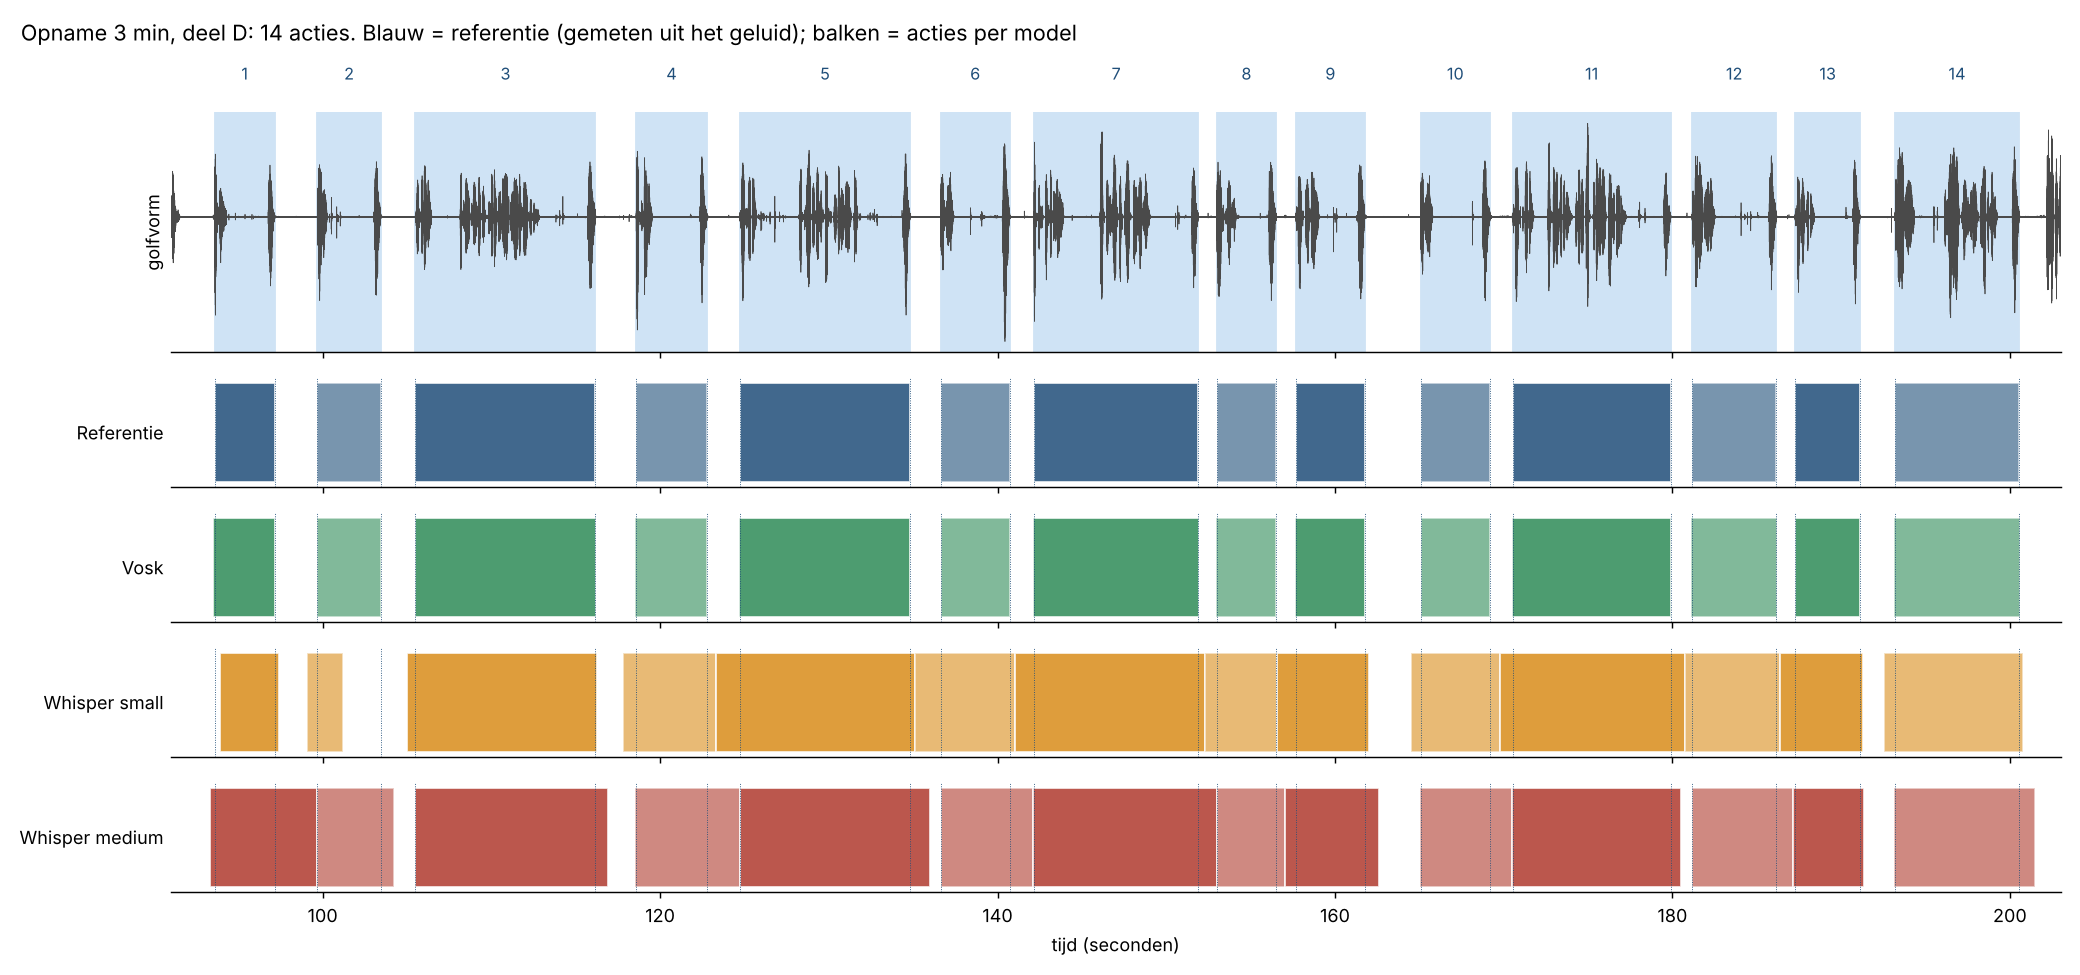 Opname 3 min, deel D: 14 acties. Blauw = referentie (gemeten uit het geluid); balken = acties per model
1 2 3 4 5 6 7 8 9 10 11 12 13 14
golfvorm
Referentie
Vosk
Whisper small
Whisper medium
100 120 140 160 180 200
tijd (seconden)